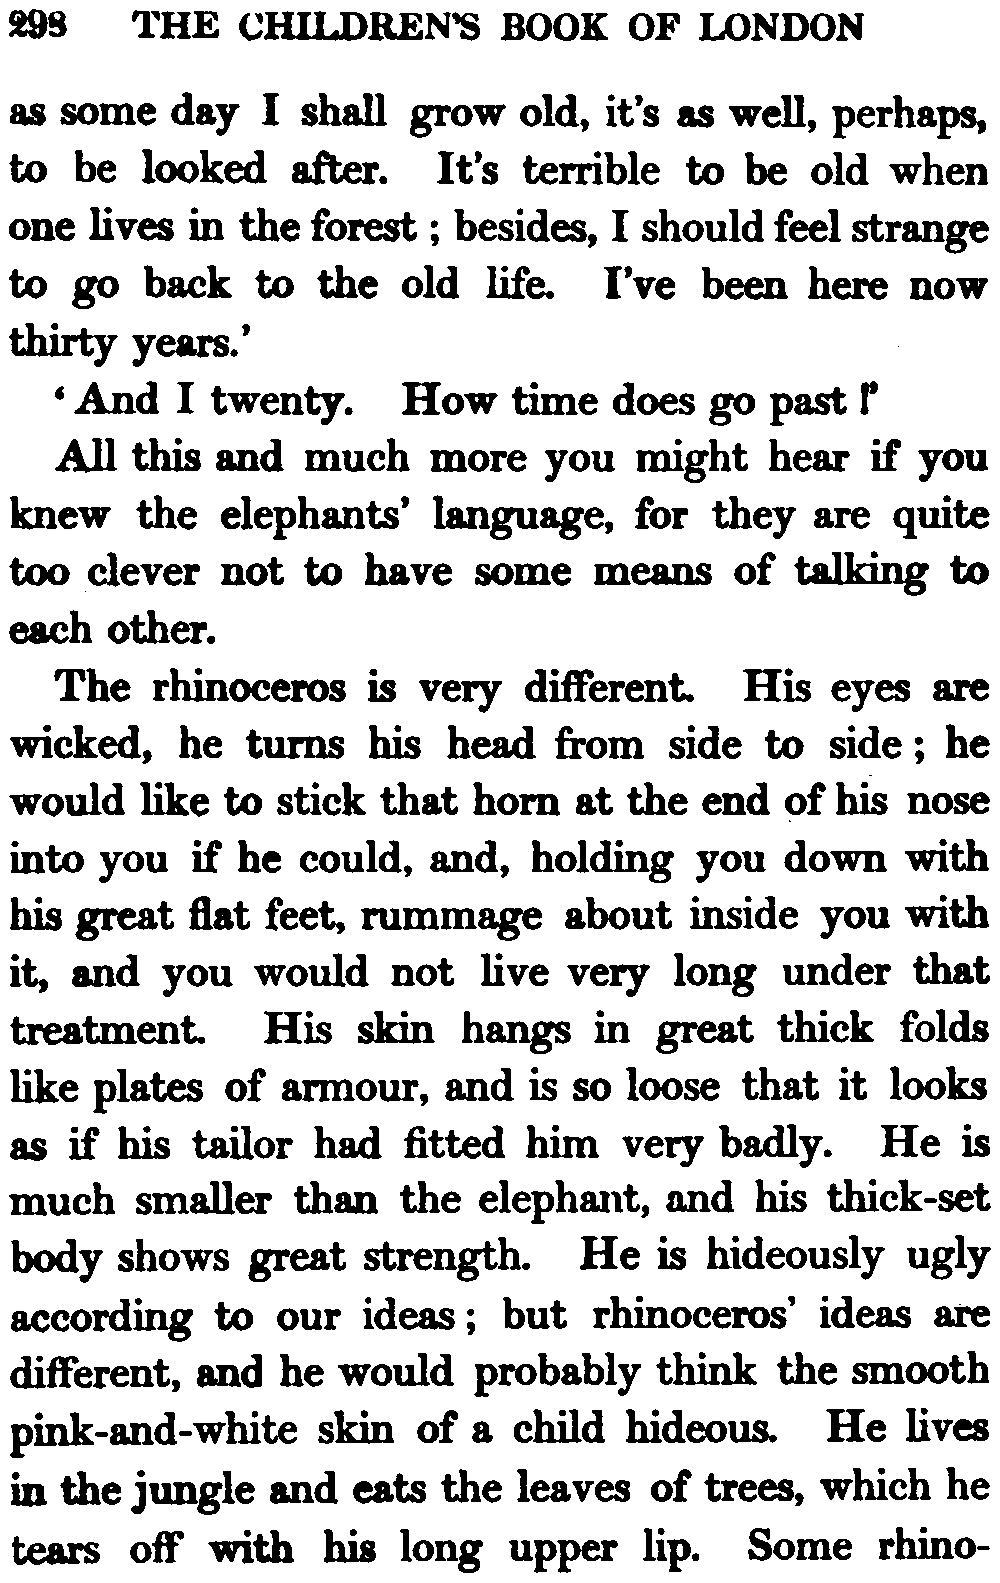 298 THE CHILDREN'S BOOK OF LONDON
as some day I shall grow old, it's as well, perhaps,
to be looked after. It's terrible to be old when
one lives in the forest; besides, I should feel strange
to go back to the old life. I've been here now
thirty years.'
'And I twenty. How time does go past!'
All this and much more you might hear if you
knew the elephants' language, for they are quite
too clever not to have some means of talking to
each other.
The rhinoceros is very different. His eyes are
wicked, he turns his head from side to side; he
would like to stick that horn at the end of his nose
into you if he could, and, holding you down with
his great flat feet, rummage about inside you with
it, and you would not live very long under that
treatment. His skin hangs in great thick folds
like plates of armour, and is so loose that it looks
as if his tailor had fitted him very badly. He is
much smaller than the elephant, and his thick-set
body shows great strength. He is hideously ugly
according to our ideas; but rhinoceros' ideas are
different, and he would probably think the smooth
pink-and-white skin of a child hideous. He lives
in the jungle and eats the leaves of trees, which he
tears off with his long upper lip. Some rhino-